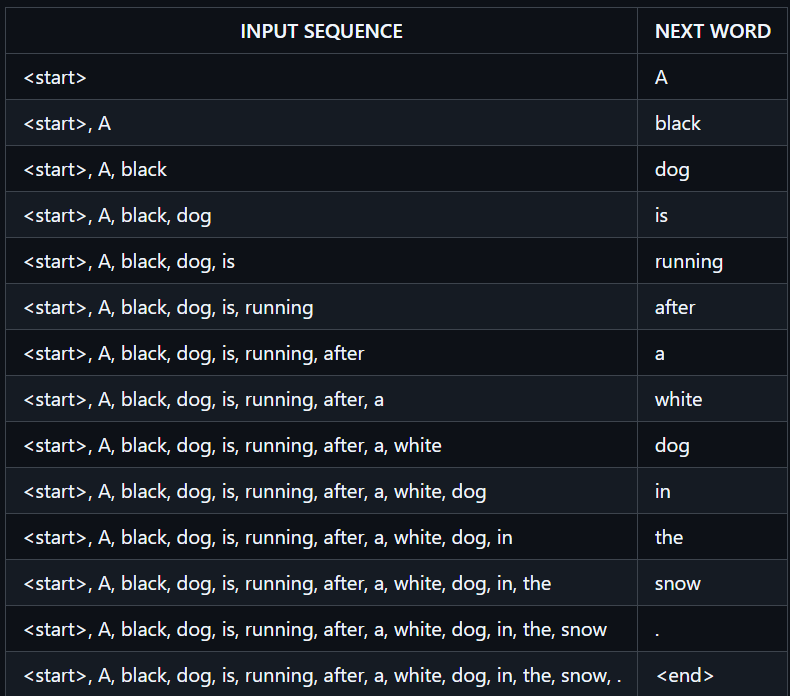 INPUT SEQUENCE NEXT WORD
<start> A
<start>, A black
<start>, A, black dog
<start>, A, black, dog is
<start>, A, black, dog, is running
<start>, A, black, dog, is, running after
<start>, A, black, dog, is, running, after a
<start>, A, black, dog, is, running, after, a white
<start>, A, black, dog, is, running, after, a, white dog
<start>, A, black, dog, is, running, after, a, white, dog in
<start>, A, black, dog, is, running, after, a, white, dog, in the
<start>, A, black, dog, is, running, after, a, white, dog, in, the snow
<start>, A, black, dog, is, running, after, a, white, dog, in, the, snow .
<start>, A, black, dog, is, running, after, a, white, dog, in, the, snow, . <end>